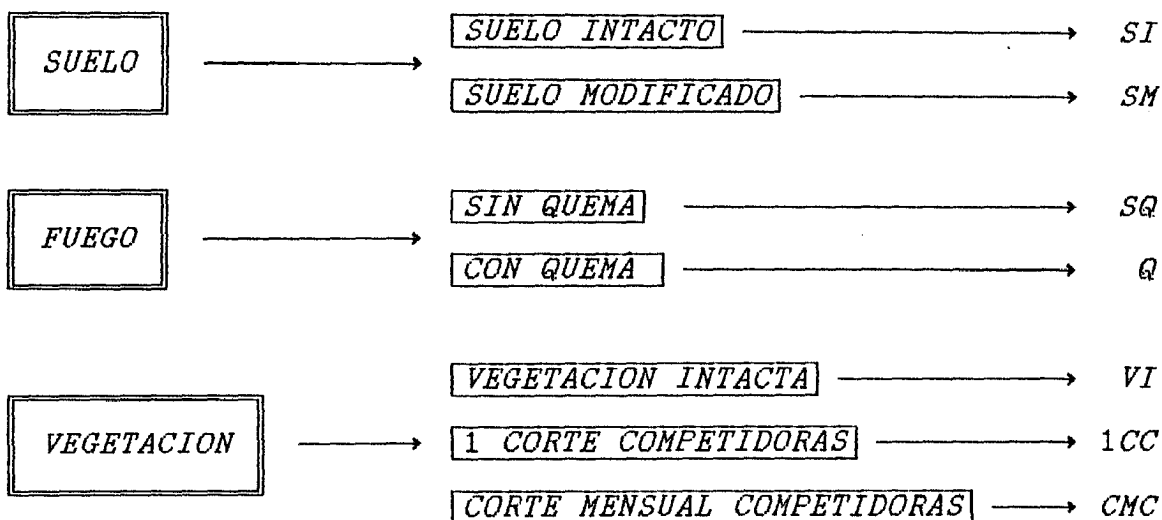 SUELO
SUELO INTACTO SI
SUELO MODIFICADO SM
FUEGO
SIN QUEMA SQ
CON QUEMA Q
VEGETACION
VEGETACION INTACTA VI
1 CORTE COMPETIDORAS 1CC
CORTE MENSUAL COMPETIDORAS CMC